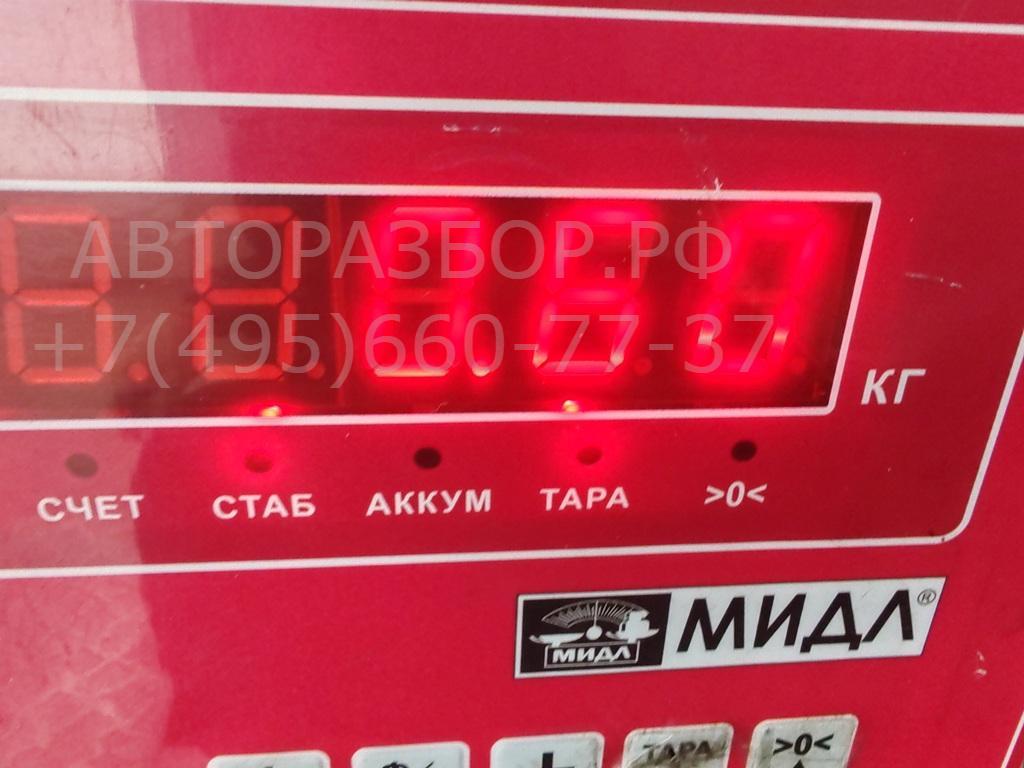 АВТОРАЗБОР.РФ
+7(495)660-77-37
КГ
СЧЕТ СТАБ АККУМ ТАРА >0<
МИДЛ МИДЛ®
ТАРА >0<